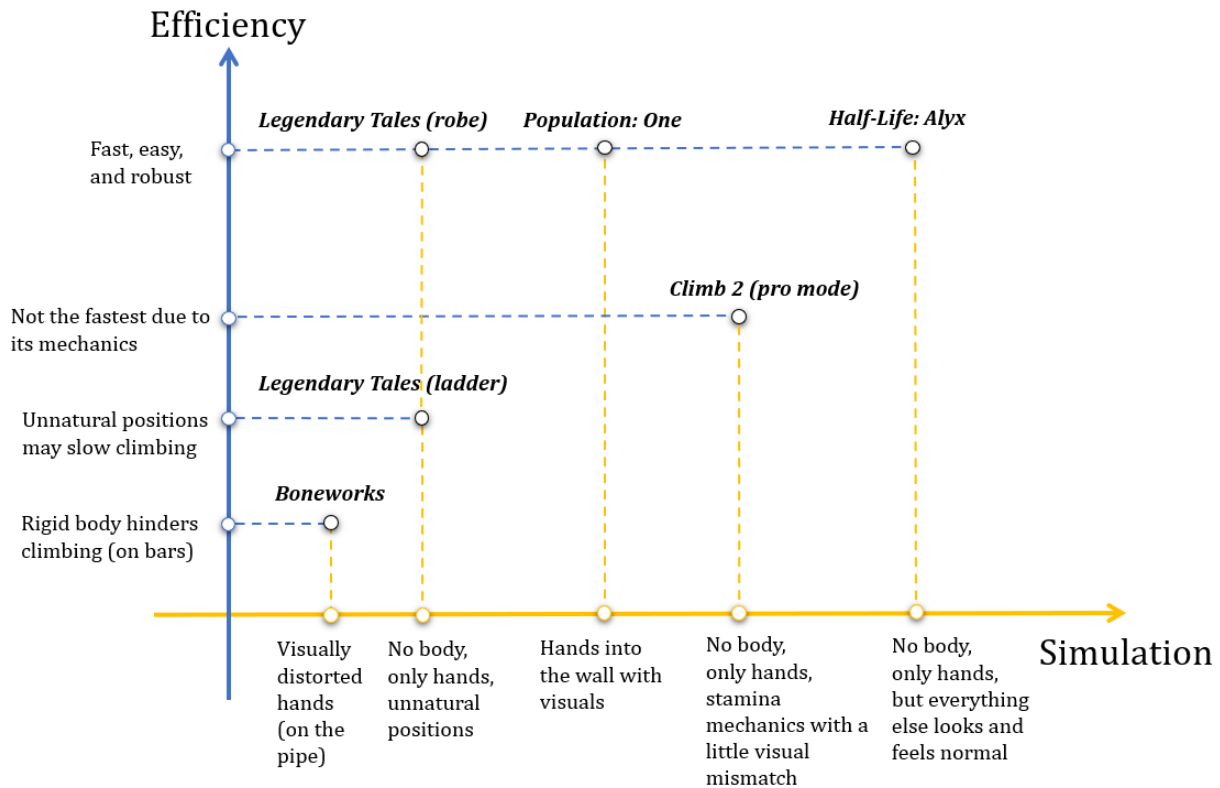 Efficiency
Legendary Tales (robe)
Population: One
Half-Life: Alyx
Fast, easy,
and robust
Climb 2 (pro mode)
Not the fastest due to
its mechanics
Legendary Tales (ladder)
Unnatural positions
may slow climbing
Boneworks
Rigid body hinders
climbing (on bars)
Simulation
Visually
distorted
hands
(on the
pipe)
No body,
only hands,
unnatural
positions
Hands into
the wall with
visuals
No body,
only hands,
stamina
mechanics with a
little visual
mismatch
No body,
only hands,
but everything
else looks and
feels normal